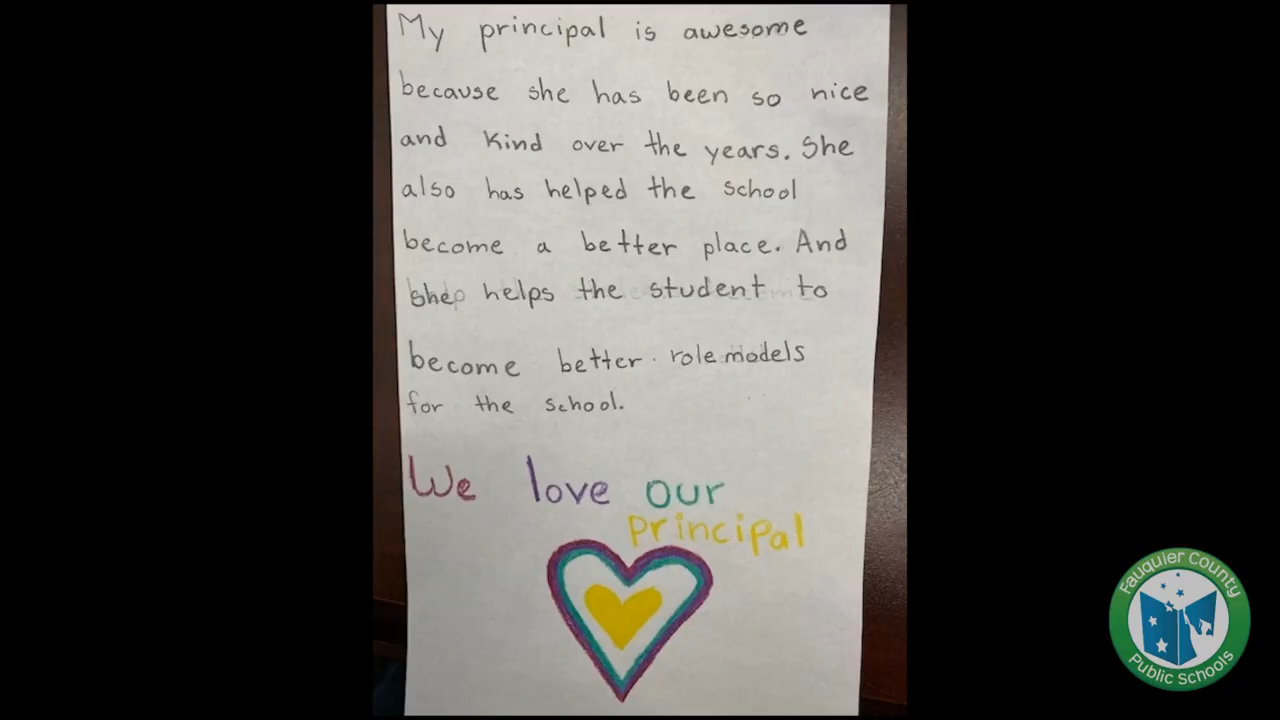 My principal is awesome
because she has been so nice
and kind over the years. She
also has helped the school
become a better place. And
she helps the student to
become better role models
for the school.
We love our
principal
Fauquier County
Public Schools